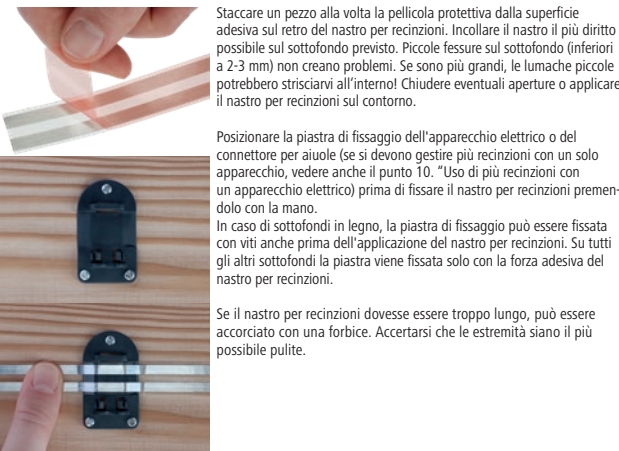 Staccare un pezzo alla volta la pellicola protettiva dalla superficie
adesiva sul retro del nastro per recinzioni. Incollare il nastro il più diritto
possibile sul sottofondo previsto. Piccole fessure sul sottofondo (inferiori
a 2-3 mm) non creano problemi. Se sono più grandi, le lumache piccole
potrebbero strisciarvi all’interno! Chiudere eventuali aperture o applicare
il nastro per recinzioni sul contorno.
Posizionare la piastra di fissaggio dell'apparecchio elettrico o del
connettore per aiuole (se si devono gestire più recinzioni con un solo
apparecchio, vedere anche il punto 10. “Uso di più recinzioni con
un apparecchio elettrico) prima di fissare il nastro per recinzioni premen-
dolo con la mano.
In caso di sottofondi in legno, la piastra di fissaggio può essere fissata
con viti anche prima dell'applicazione del nastro per recinzioni. Su tutti
gli altri sottofondi la piastra viene fissata solo con la forza adesiva del
nastro per recinzioni.
Se il nastro per recinzioni dovesse essere troppo lungo, può essere
accorciato con una forbice. Accertarsi che le estremità siano il più
possibile pulite.